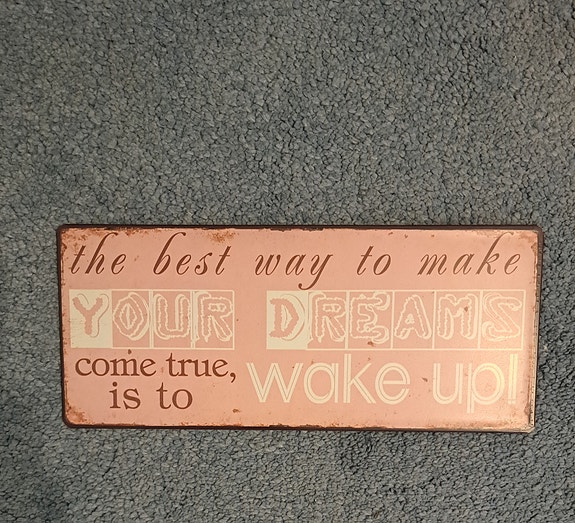 the best way to make
YOUR DREAMS
come true,
is to wake up!